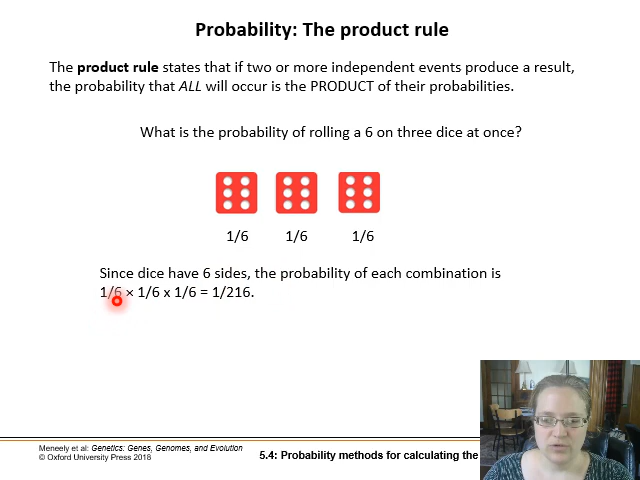 Probability: The product rule
The product rule states that if two or more independent events produce a result,
the probability that ALL will occur is the PRODUCT of their probabilities.
What is the probability of rolling a 6 on three dice at once?
1/6 1/6 1/6
Since dice have 6 sides, the probability of each combination is
1/6 × 1/6 x 1/6 = 1/216.
Meneely et al: Genetics: Genes, Genomes, and Evolution
© Oxford University Press 2018
5.4: Probability methods for calculating the